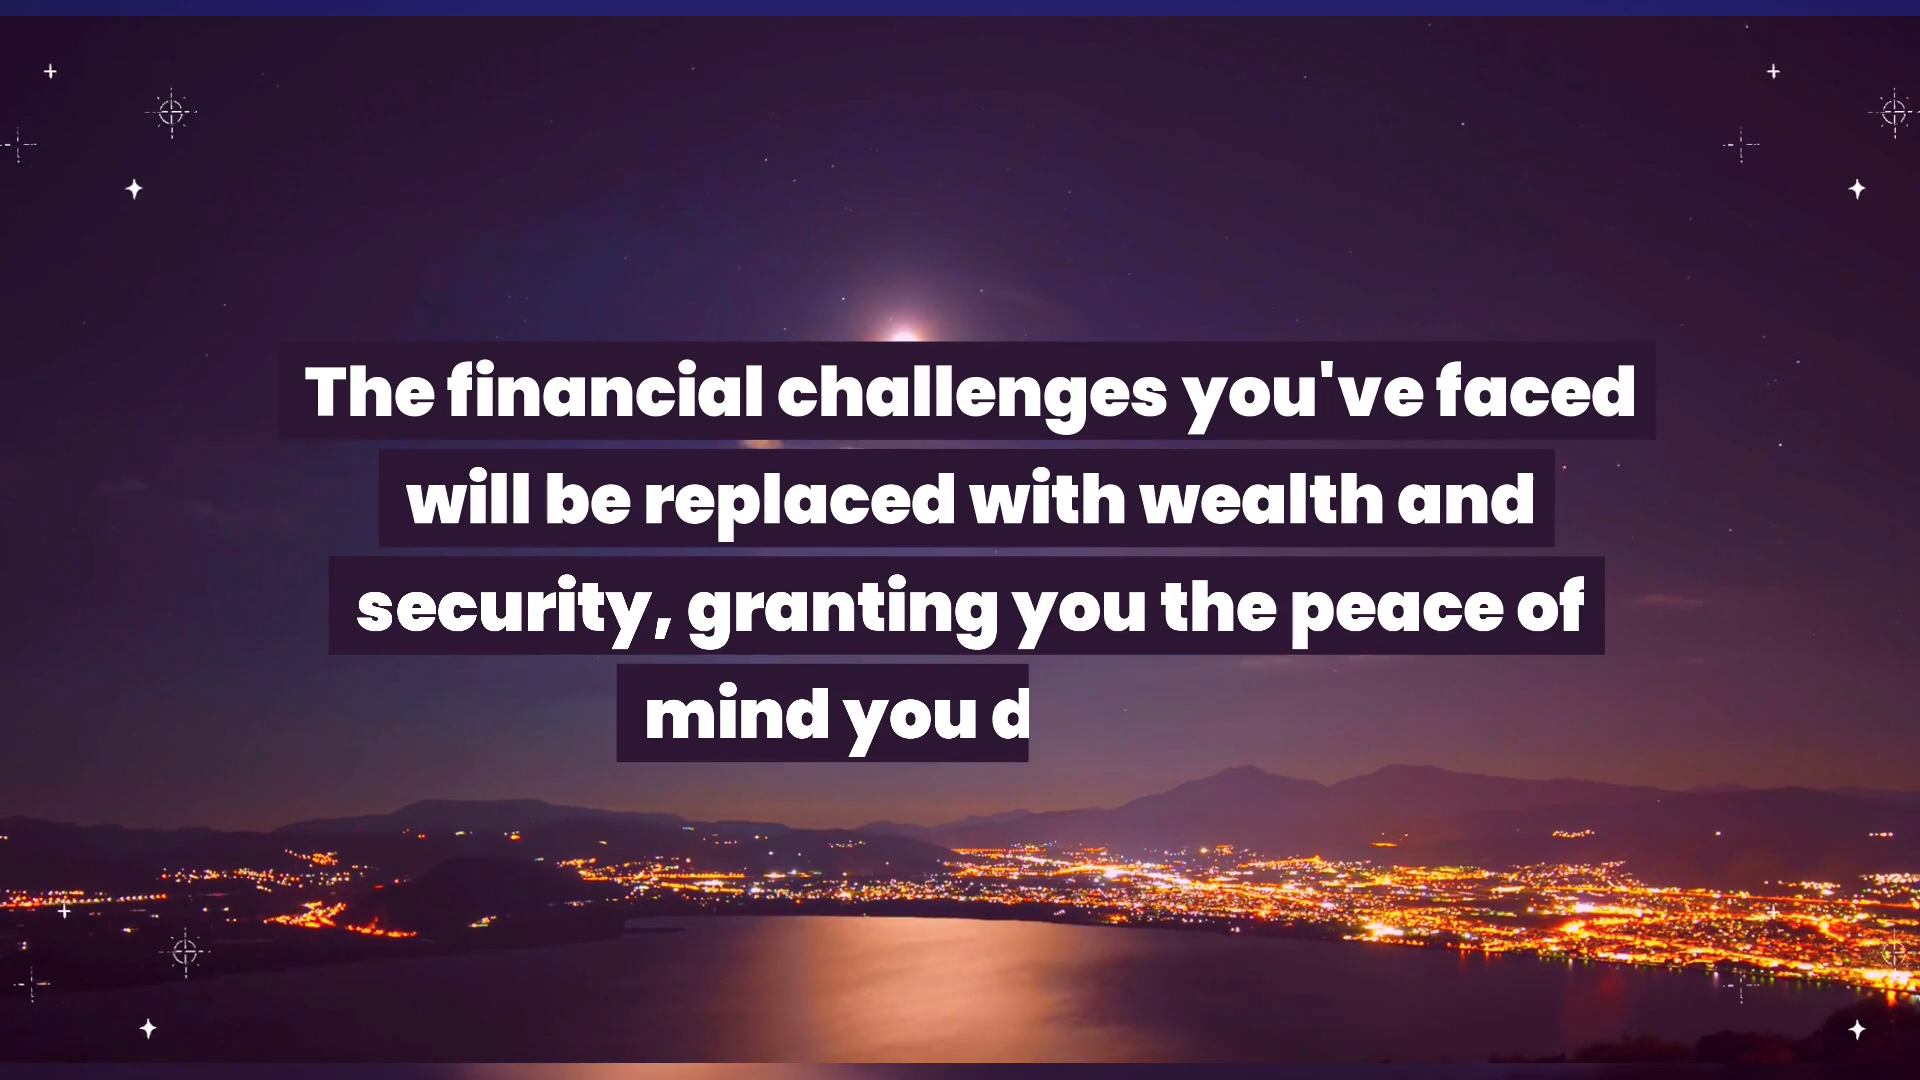 The financial challenges you've faced
will be replaced with wealth and
security, granting you the peace of
mind you d